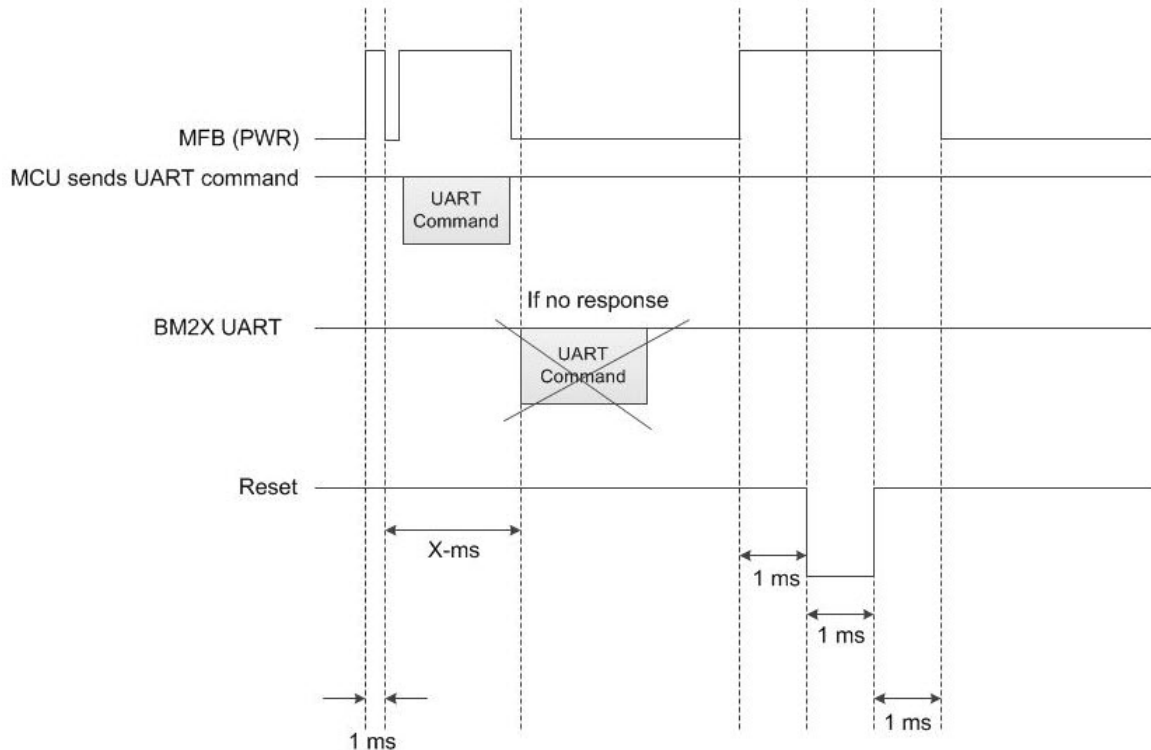 MFB (PWR)
MCU sends UART command
UART
Command
If no response
BM2X UART
UART
Command
Reset
X-ms
1 ms
1 ms
1 ms
1 ms